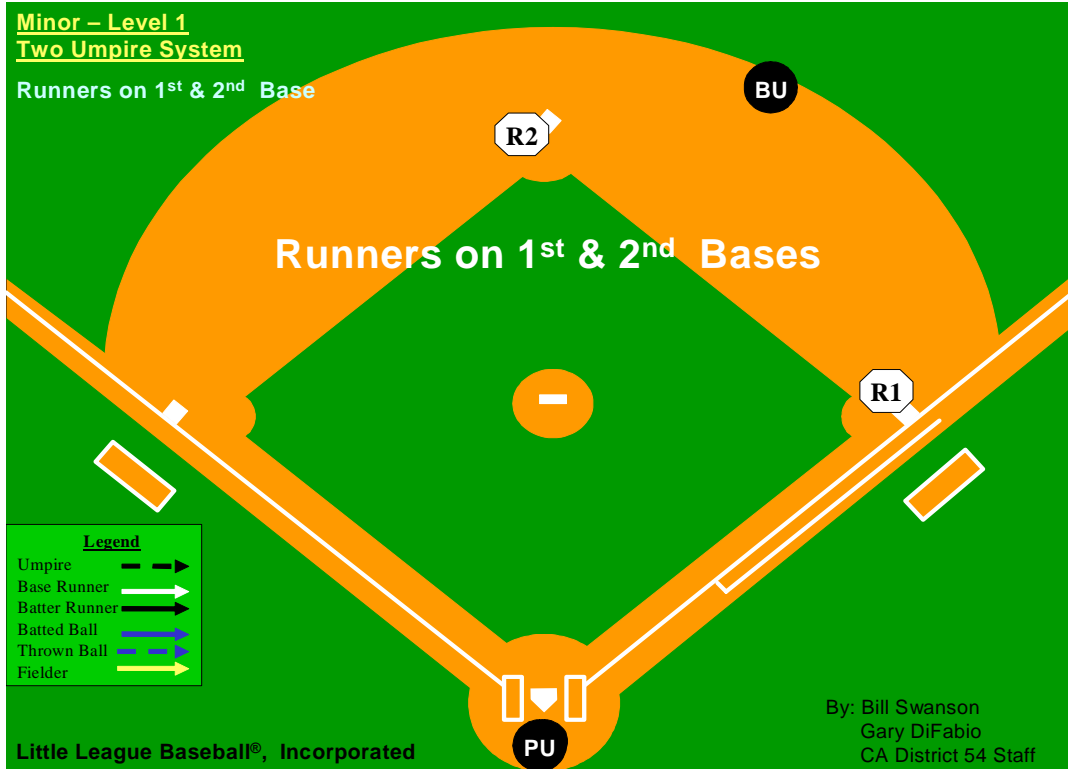 Minor – Level 1
Two Umpire System
Runners on 1st & 2nd Base
BU
R2
Runners on 1st & 2nd Bases
R1
Legend
Umpire
Base Runner
Batter Runner
Batted Ball
Thrown Ball
Fielder
PU
By: Bill Swanson
Gary DiFabio
CA District 54 Staff
Little League Baseball®, Incorporated